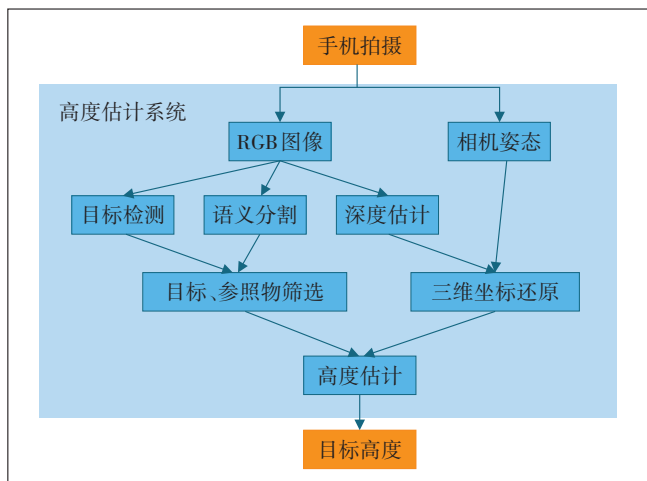 手机拍摄
高度估计系统
RGB图像
相机姿态
目标检测
语义分割
深度估计
目标、参照物筛选
三维坐标还原
高度估计
目标高度